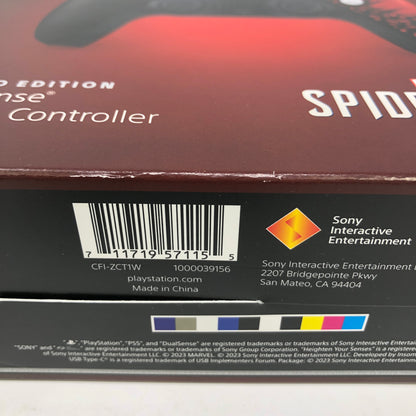 D EDITION
nse®
Controller
SPID
7 11719 57115 5
CFI-ZCT1W 1000039156
playstation.com
Made in China
Sony
Interactive
Entertainment
Sony Interactive Entertainment
2207 Bridgepointe Pkwy
San Mateo, CA 94404
"PlayStation", "PS5", and "DualSense" are registered trademarks or trademarks of Sony Interactive Entertainment Inc.
"SONY" and are registered trademarks or trademarks of Sony Group Corporation. "Heighten Your Senses" is a registered
of Sony Interactive Entertainment LLC. © 2023 MARVEL. © 2023 Sony Interactive Entertainment LLC. Developed by Insom
USB Type-C™ is a registered trademark of USB Implementers Forum. Package: © 2023 Sony Interactive Entertainment